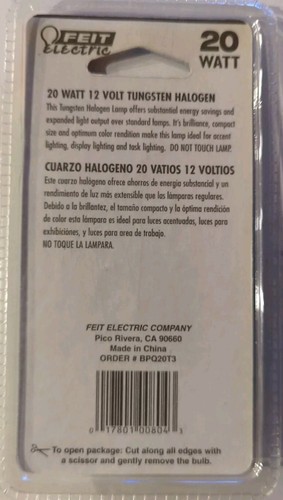 FEIT
Electric
20
WATT
20 WATT 12 VOLT TUNGSTEN HALOGEN
This Tungsten Halogen Lamp offers substantial energy savings and
expanded light output over standard lamps. It's brilliance, compact
size and optimum color rendition make this lamp ideal for accent
lighting, display lighting and task lighting. DO NOT TOUCH LAMP.
CUARZO HALOGENO 20 VATIOS 12 VOLTIOS
Este cuarzo halógeno ofrece ahorros de energia substancial y un
rendimiento de luz más extensible que las lámparas regulares.
Debido a la brillantez, el tamaño compacto y la óptima rendición
de color esta lámpara es ideal para luces acentuadas, luces para
exhibiciónes, y luces para area de trabajo.
NO TOQUE LA LAMPARA.
FEIT ELECTRIC COMPANY
Pico Rivera, CA 90660
Made in China
ORDER # BPQ20T3
0 17801 00804 3
To open package: Cut along all edges with
a scissor and gently remove the bulb.